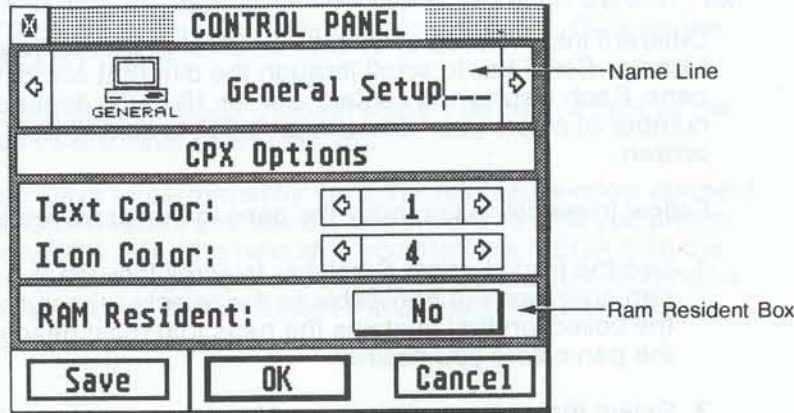 CONTROL PANEL
General Setup___
GENERAL
Name Line
CPX Options
Text Color: 1
Icon Color: 4
RAM Resident: No
Ram Resident Box
Save OK Cancel